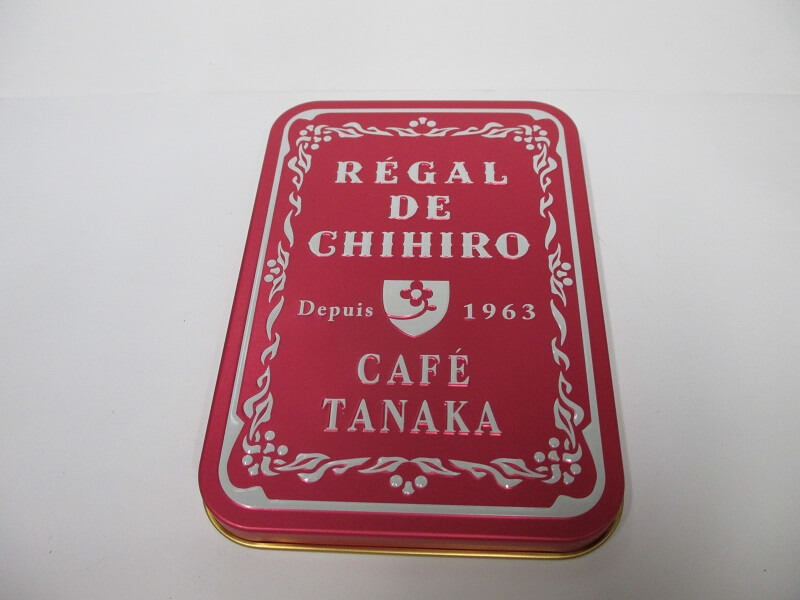 RÉGAL
DE
CHIHIRO
Depuis 1963
CAFÉ
TANAKA